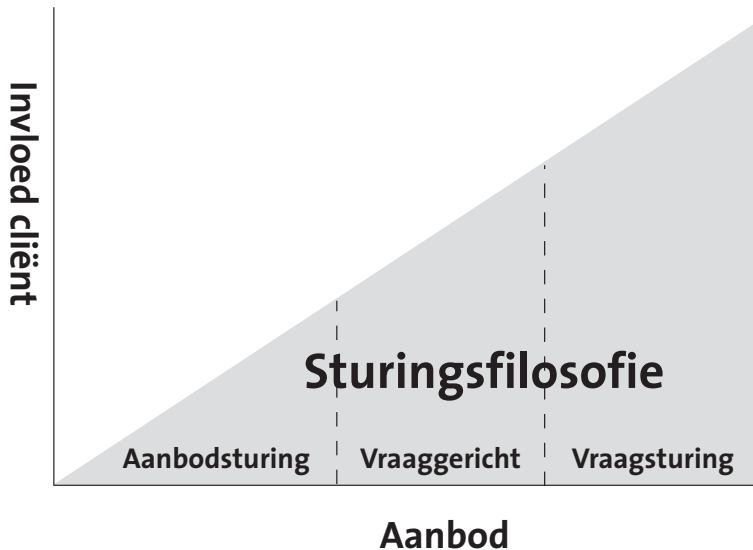 Invloed cliënt
Sturingsfilosofie
Aanbodsturing
Vraaggericht
Vraagsturing
Aanbod